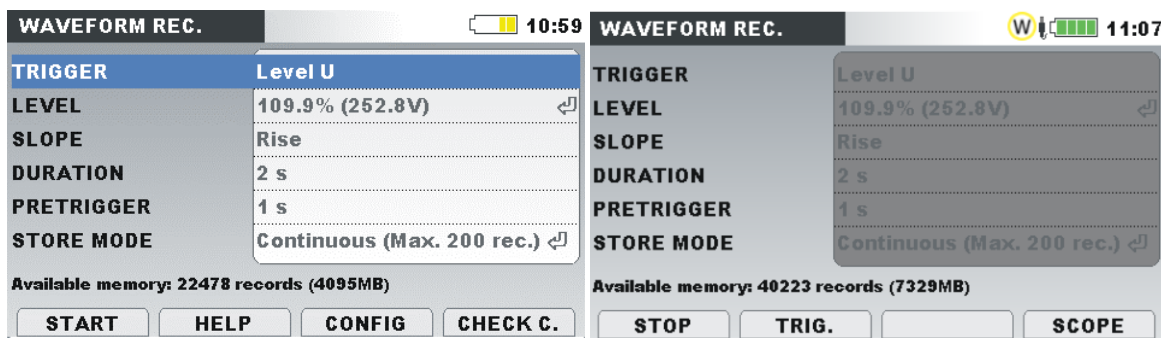 WAVEFORM REC.
10:59
TRIGGER Level U
LEVEL 109.9% (252.8V)
SLOPE Rise
DURATION 2 s
PRETRIGGER 1 s
STORE MODE Continuous (Max. 200 rec.)
Available memory: 22478 records (4095MB)
START HELP CONFIG CHECK C.
WAVEFORM REC.
W 11:07
TRIGGER Level U
LEVEL 109.9% (252.8V)
SLOPE Rise
DURATION 2 s
PRETRIGGER 1 s
STORE MODE Continuous (Max. 200 rec.)
Available memory: 40223 records (7329MB)
STOP TRIG. SCOPE